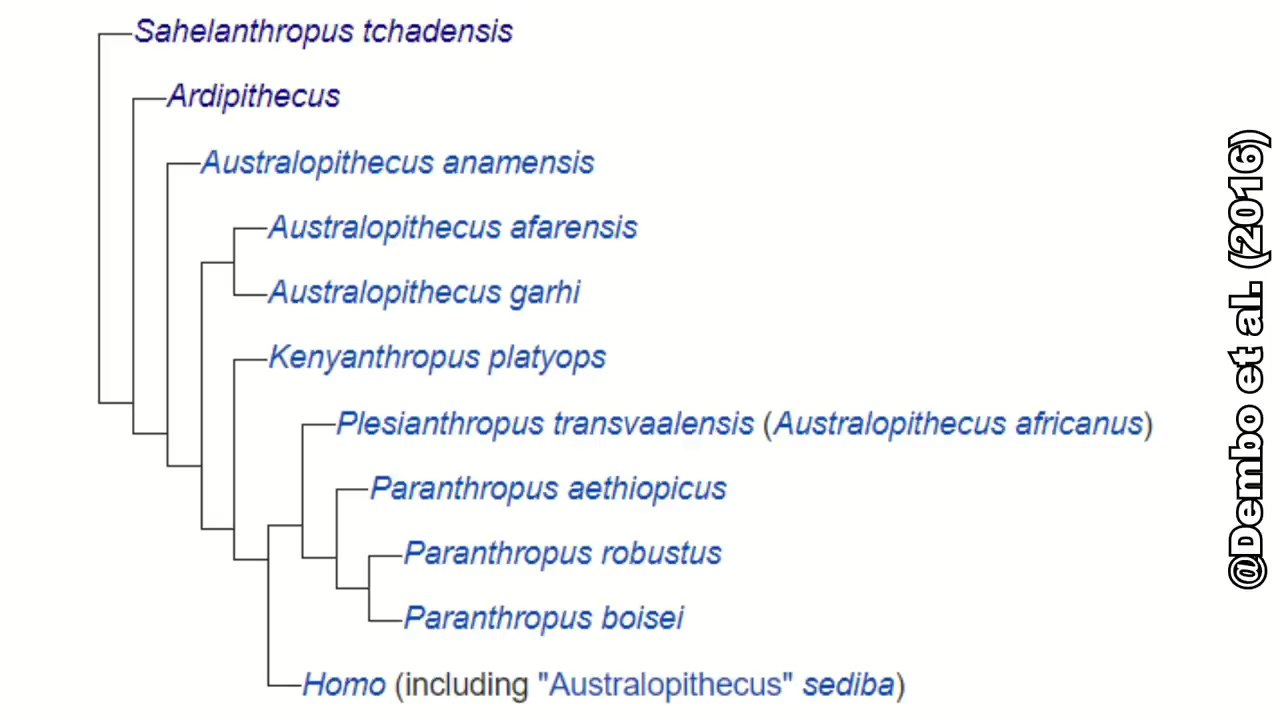 Sahelanthropus tchadensis
Ardipithecus
Australopithecus anamensis
Australopithecus afarensis
Australopithecus garhi
Kenyanthropus platyops
Plesianthropus transvaalensis (Australopithecus africanus)
Paranthropus aethiopicus
Paranthropus robustus
Paranthropus boisei
Homo (including "Australopithecus" sediba)
@Dembo et al. (2016)